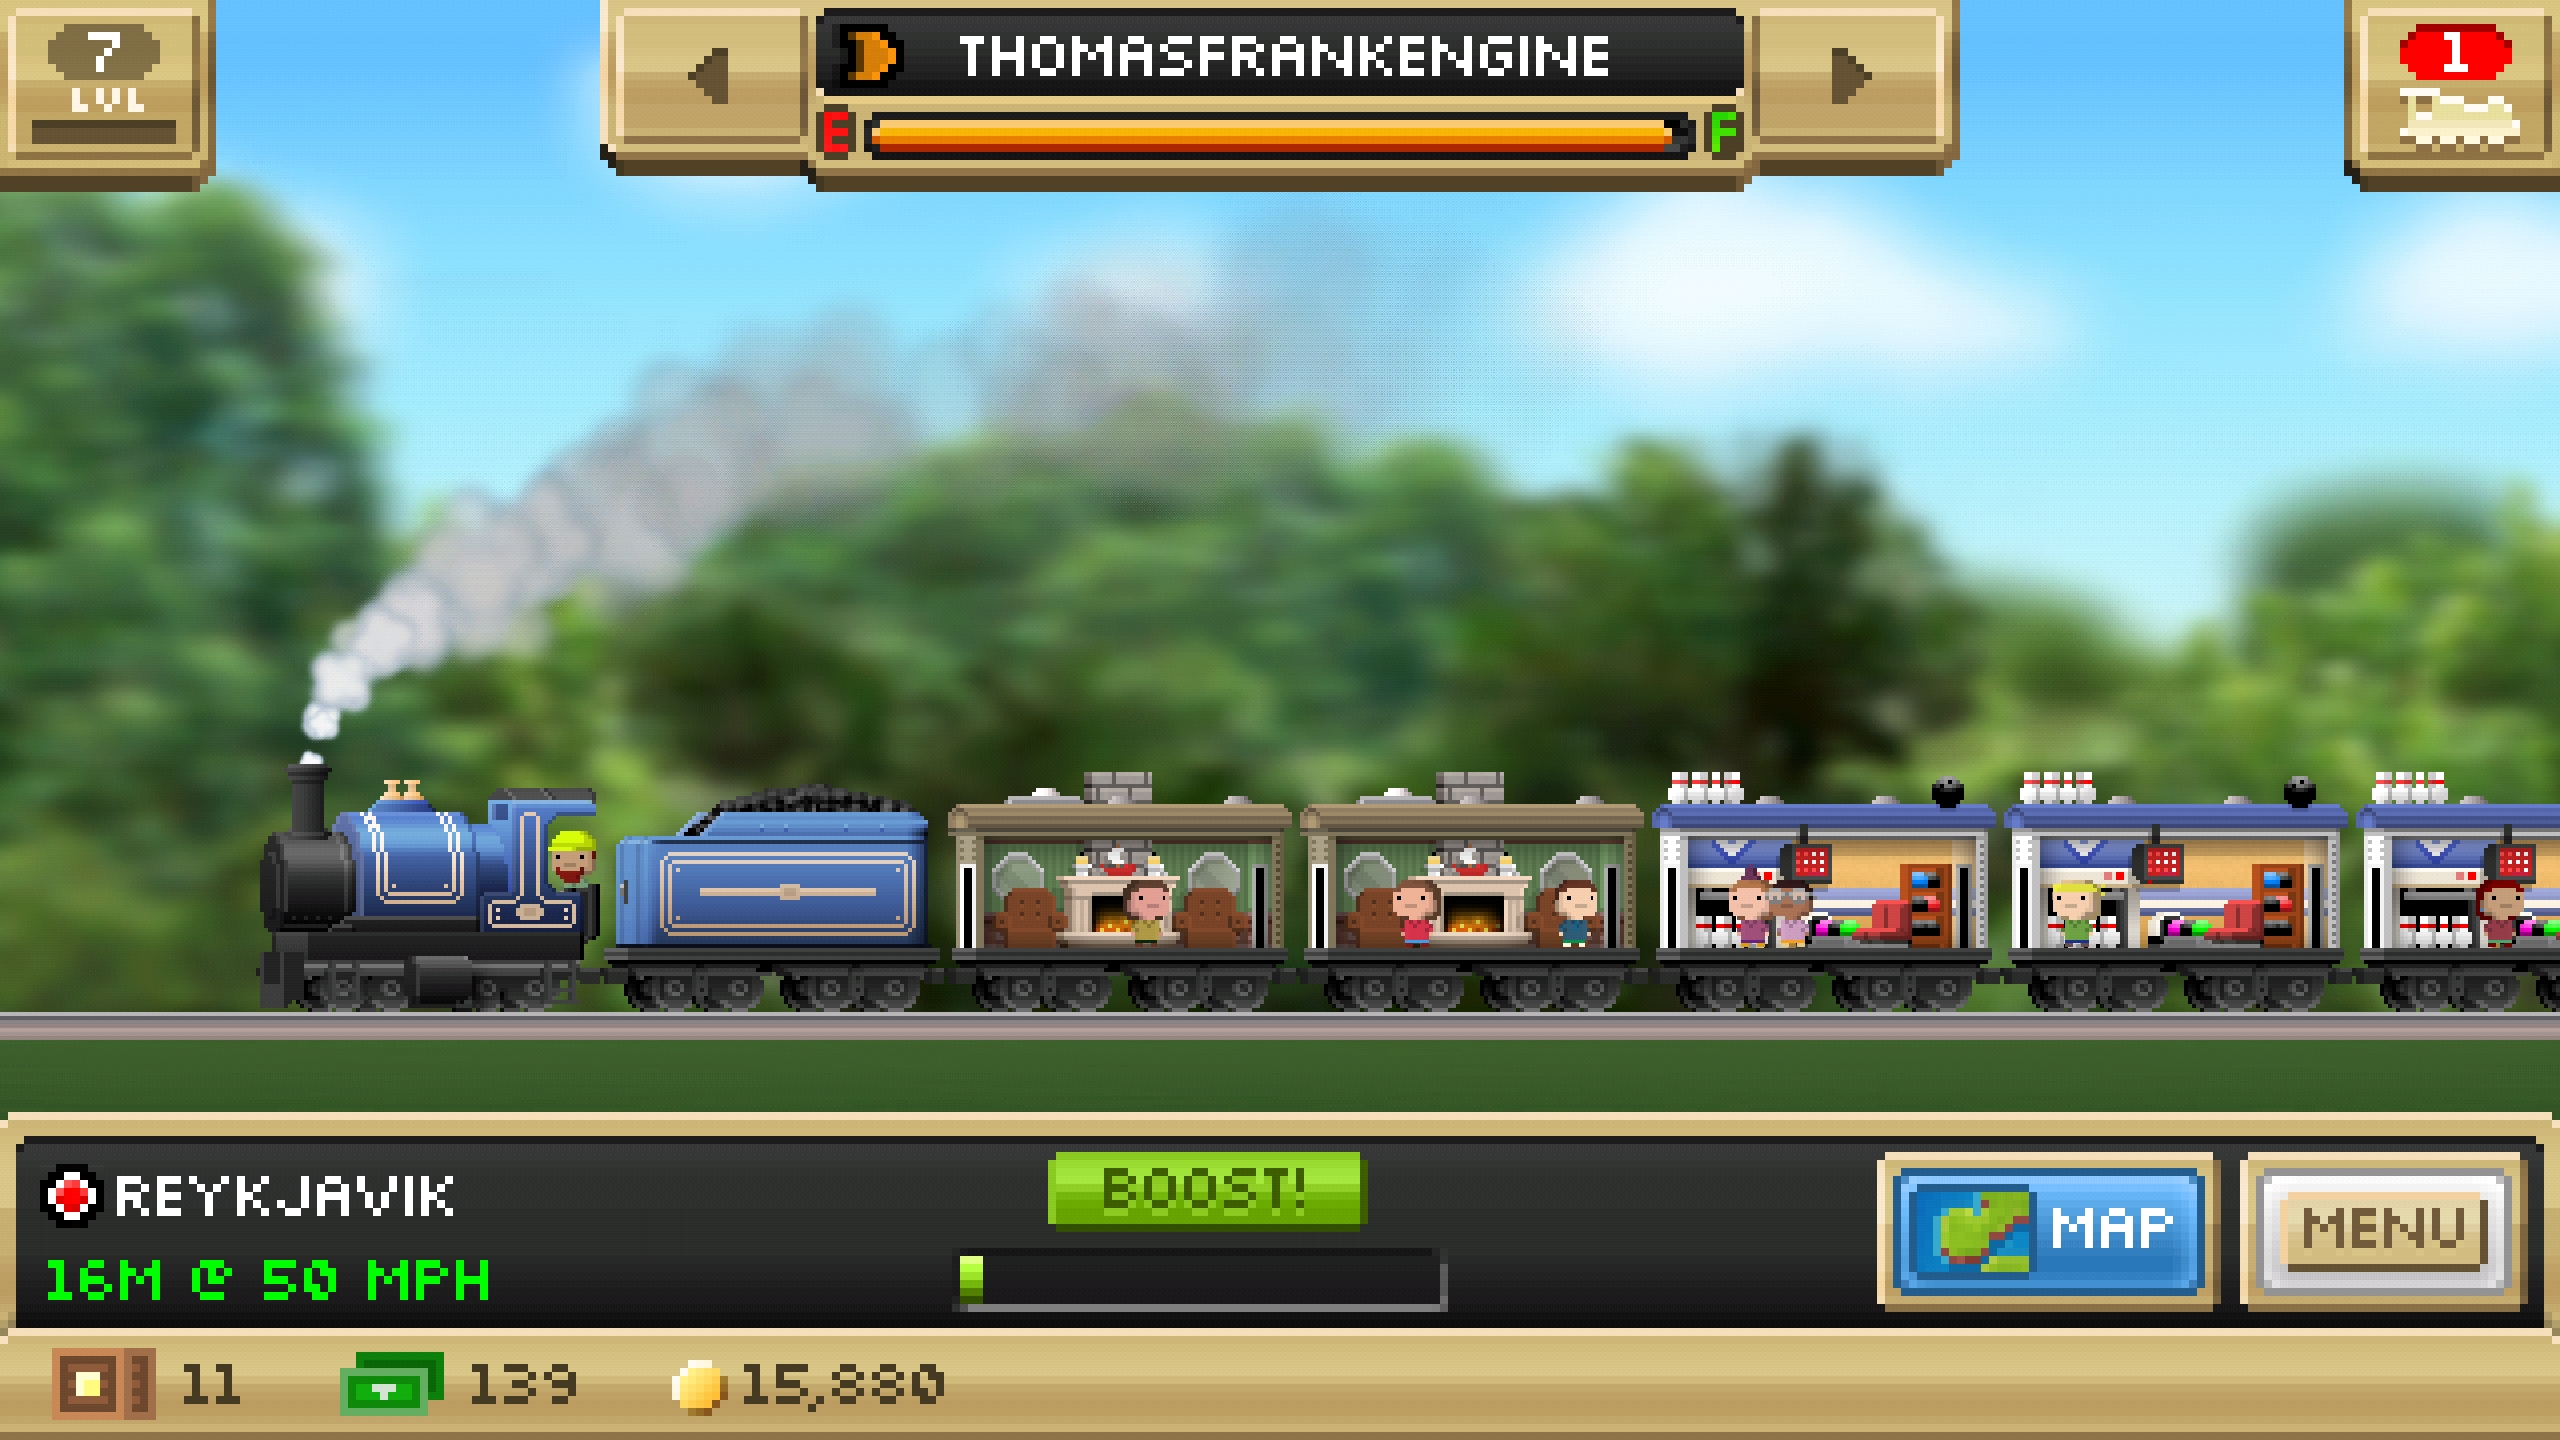 7
LVL
THOMASFRANKENGINE
E F
1
REYKJAVIK
BOOST!
16M @ 50 MPH
MAP
MENU
11 139 15,880